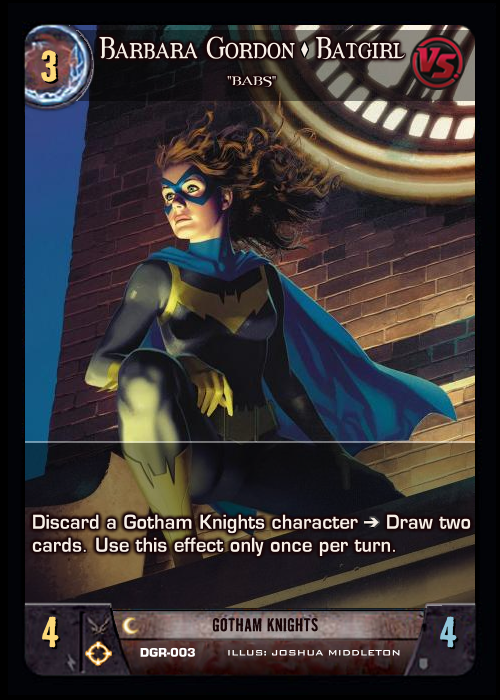 3
BARBARA GORDON ♦ BATGIRL
VS.
"BABS"
Discard a Gotham Knights character ➔ Draw two
cards. Use this effect only once per turn.
4
GOTHAM KNIGHTS
4
DGR-003 ILLUS: JOSHUA MIDDLETON